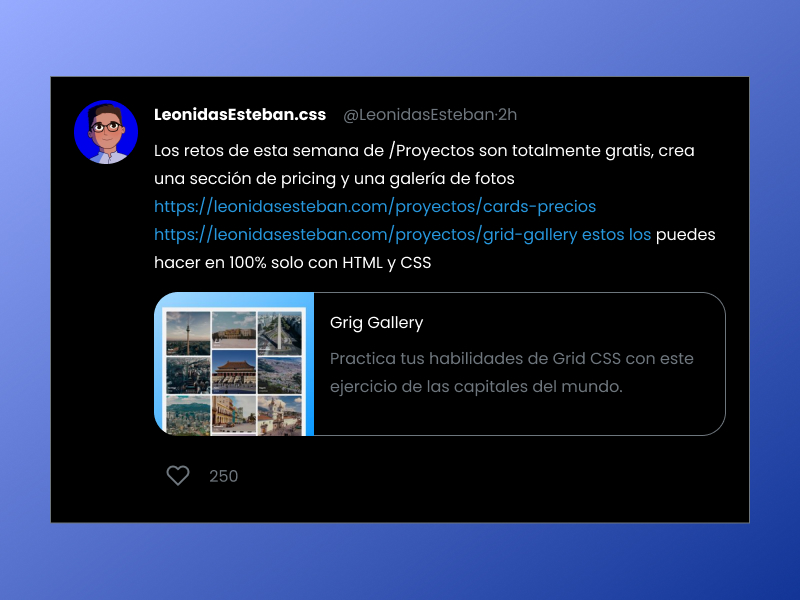 LeonidasEsteban.css @LeonidasEsteban·2h
Los retos de esta semana de /Proyectos son totalmente gratis, crea
una sección de pricing y una galería de fotos
https://leonidasesteban.com/proyectos/cards-precios
https://leonidasesteban.com/proyectos/grid-gallery estos los puedes
hacer en 100% solo con HTML y CSS
Grig Gallery
Practica tus habilidades de Grid CSS con este
ejercicio de las capitales del mundo.
250